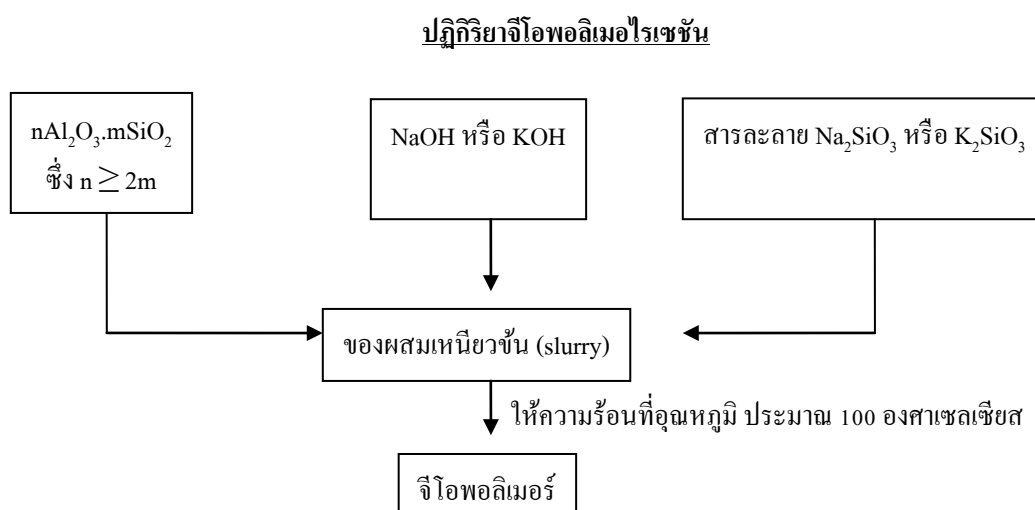 ปฏิกิริยาจีโอพอลิเมอไรเซชัน
nAl₂O₃.mSiO₂
ซึ่ง n ≥ 2m
NaOH หรือ KOH
สารละลาย Na₂SiO₃ หรือ K₂SiO₃
ของผสมเหนียวข้น (slurry)
ให้ความร้อนที่อุณหภูมิ ประมาณ 100 องศาเซลเซียส
จีโอพอลิเมอร์